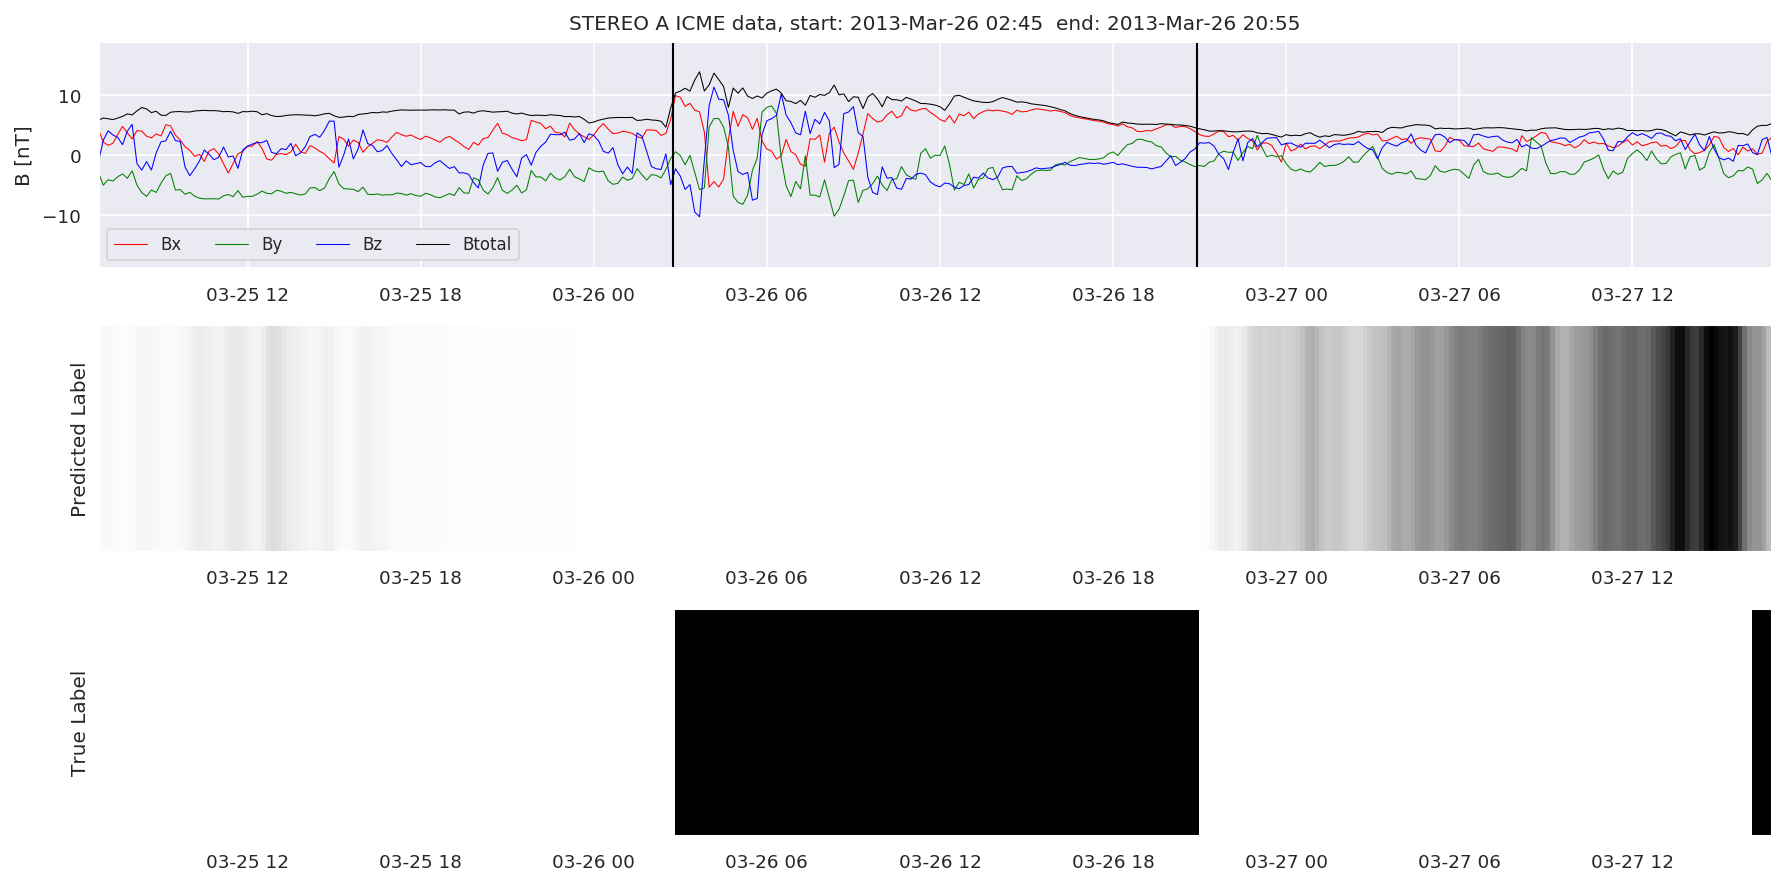 STEREO A ICME data, start: 2013-Mar-26 02:45  end: 2013-Mar-26 20:55
B [nT]
10
0
−10
Bx By Bz Btotal
03-25 12 03-25 18 03-26 00 03-26 06 03-26 12 03-26 18 03-27 00 03-27 06 03-27 12
Predicted Label
03-25 12 03-25 18 03-26 00 03-26 06 03-26 12 03-26 18 03-27 00 03-27 06 03-27 12
True Label
03-25 12 03-25 18 03-26 00 03-26 06 03-26 12 03-26 18 03-27 00 03-27 06 03-27 12